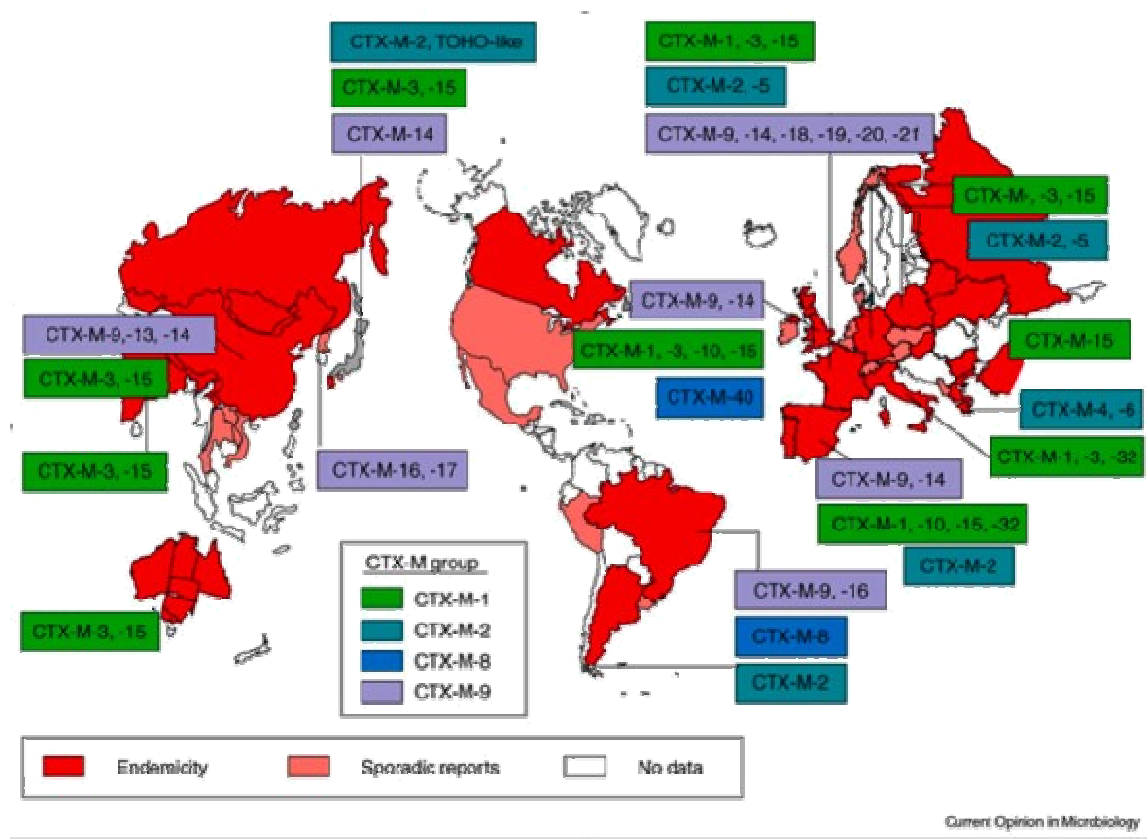 CTX-M-2, TOHO-like
CTX-M-3, -15
CTX-M-14
CTX-M-1, -3, -15
CTX-M-2, -5
CTX-M-9, -14, -18, -19, -20, -21
CTX-M-, -3, -15
CTX-M-2, -5
CTX-M-9, -14
CTX-M-9,-13, -14
CTX-M-15
CTX-M-1, -3, -10, -15
CTX-M-3, -15
CTX-M-40
CTX-M-4, -6
CTX-M-3, -15
CTX-M-16, -17
CTX-M-1, -3, -32
CTX-M-9, -14
CTX-M-1, -10, -15, -32
CTX-M-2
CTX-M group
CTX-M-1
CTX-M-2
CTX-M-8
CTX-M-9
CTX-M-9, -16
CTX-M-8
CTX-M-2
CTX-M-3, -15
Endemicity
Sporadic reports
No data
Current Opinion in Microbiology